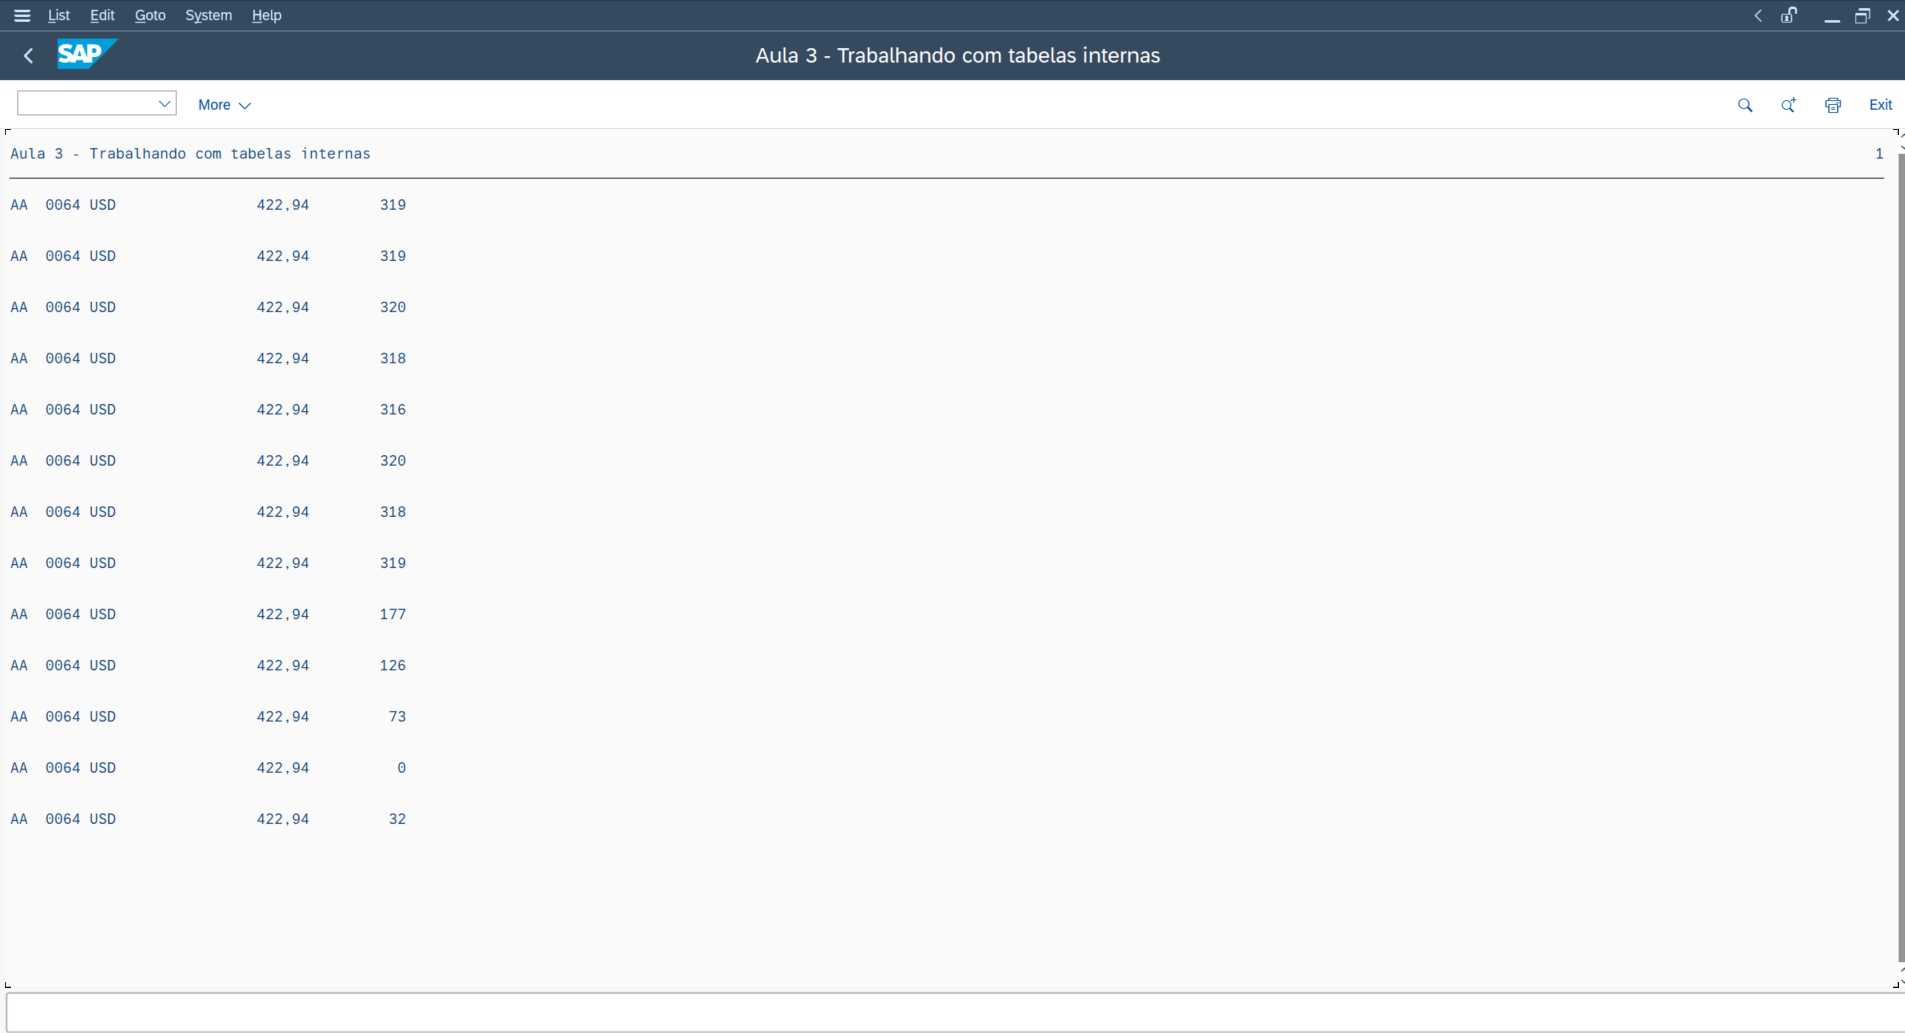 List Edit Goto System Help
SAP
Aula 3 - Trabalhando com tabelas internas
More
Exit
Aula 3 - Trabalhando com tabelas internas 1
AA 0064 USD 422,94 319
AA 0064 USD 422,94 319
AA 0064 USD 422,94 320
AA 0064 USD 422,94 318
AA 0064 USD 422,94 316
AA 0064 USD 422,94 320
AA 0064 USD 422,94 318
AA 0064 USD 422,94 319
AA 0064 USD 422,94 177
AA 0064 USD 422,94 126
AA 0064 USD 422,94 73
AA 0064 USD 422,94 0
AA 0064 USD 422,94 32